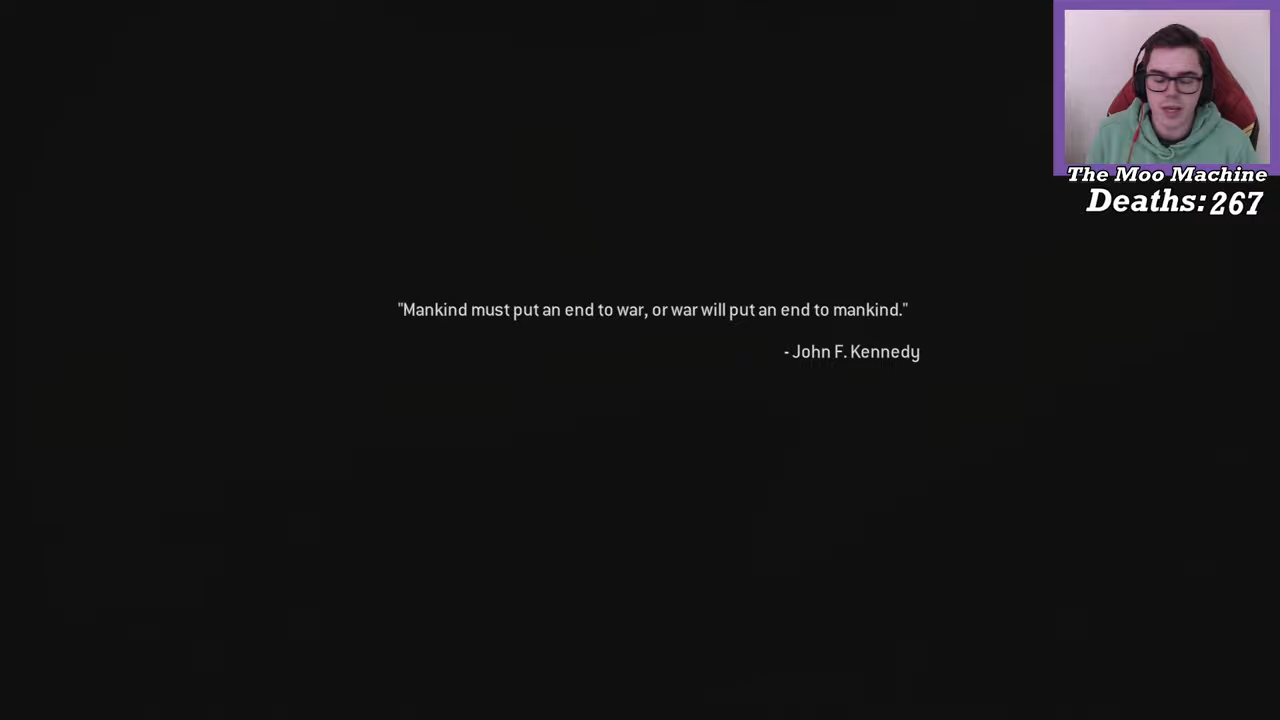 The Moo Machine
Deaths: 267
"Mankind must put an end to war, or war will put an end to mankind."
- John F. Kennedy